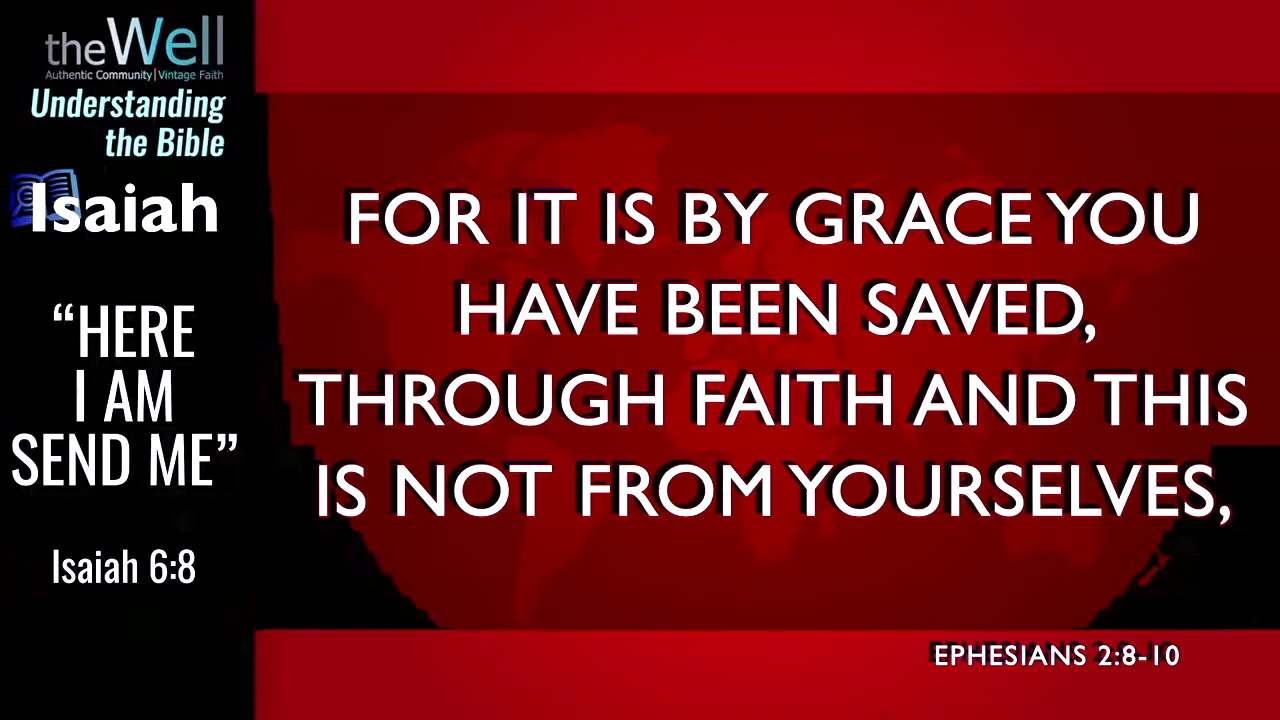 theWell
Authentic Community|Vintage Faith
Understanding
the Bible
Isaiah
“HERE
I AM
SEND ME”
Isaiah 6:8
FOR IT IS BY GRACE YOU
HAVE BEEN SAVED,
THROUGH FAITH AND THIS
IS NOT FROM YOURSELVES,
EPHESIANS 2:8-10